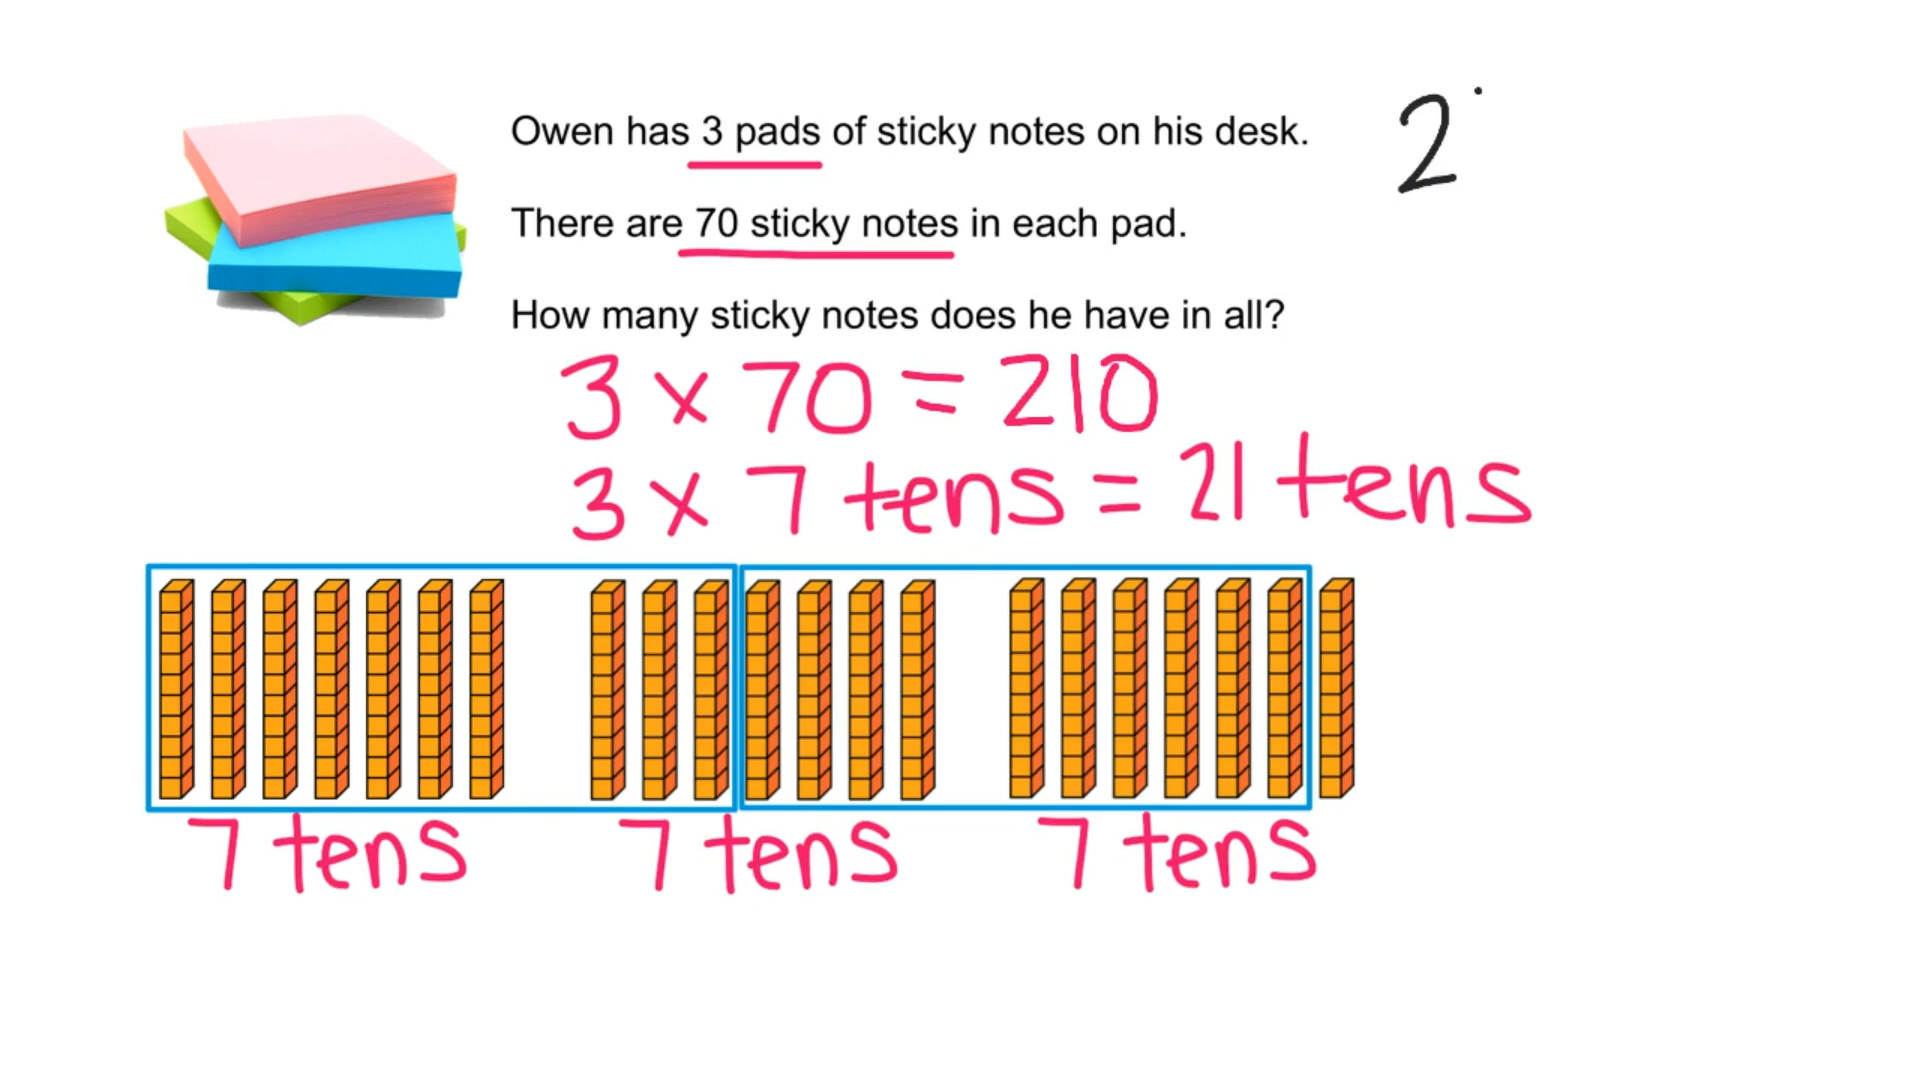 Owen has 3 pads of sticky notes on his desk.
2
There are 70 sticky notes in each pad.
How many sticky notes does he have in all?
3 x 70 = 210
3 x 7 tens = 21 tens
7 tens 7 tens 7 tens